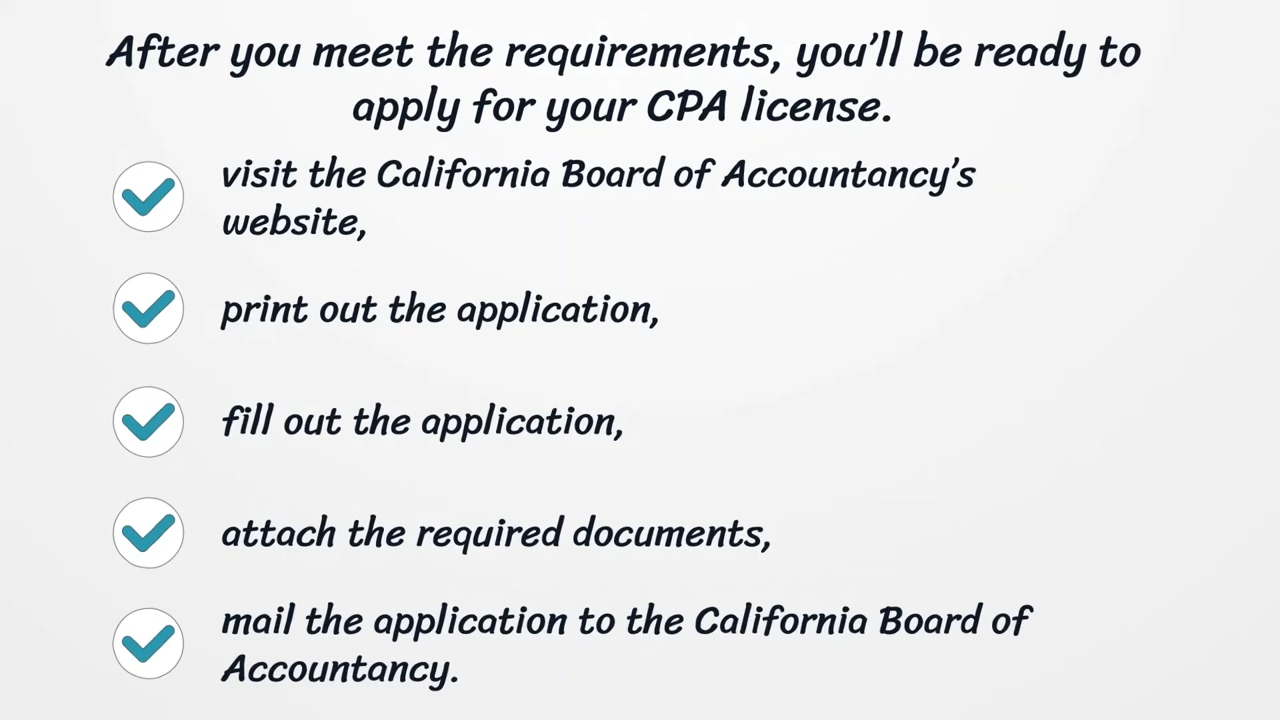 After you meet the requirements, you’ll be ready to
apply for your CPA license.
visit the California Board of Accountancy’s
website,
print out the application,
fill out the application,
attach the required documents,
mail the application to the California Board of
Accountancy.